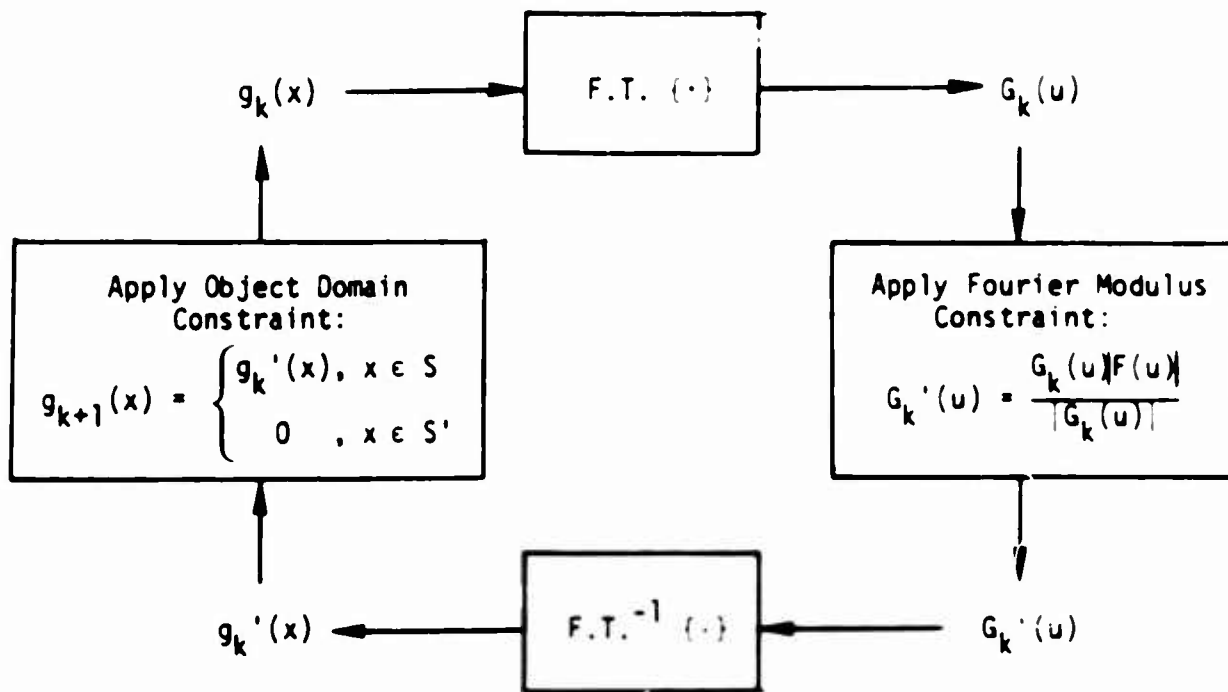 g_k(x)
F.T. {·}
G_k(u)
Apply Object Domain
Constraint:
g_{k+1}(x) = { g_k'(x), x ε S
0 , x ε S'
Apply Fourier Modulus
Constraint:
G_k'(u) = G_k(u)|F(u)|
|G_k(u)|
g_k'(x)
F.T.^{-1} {·}
G_k'(u)